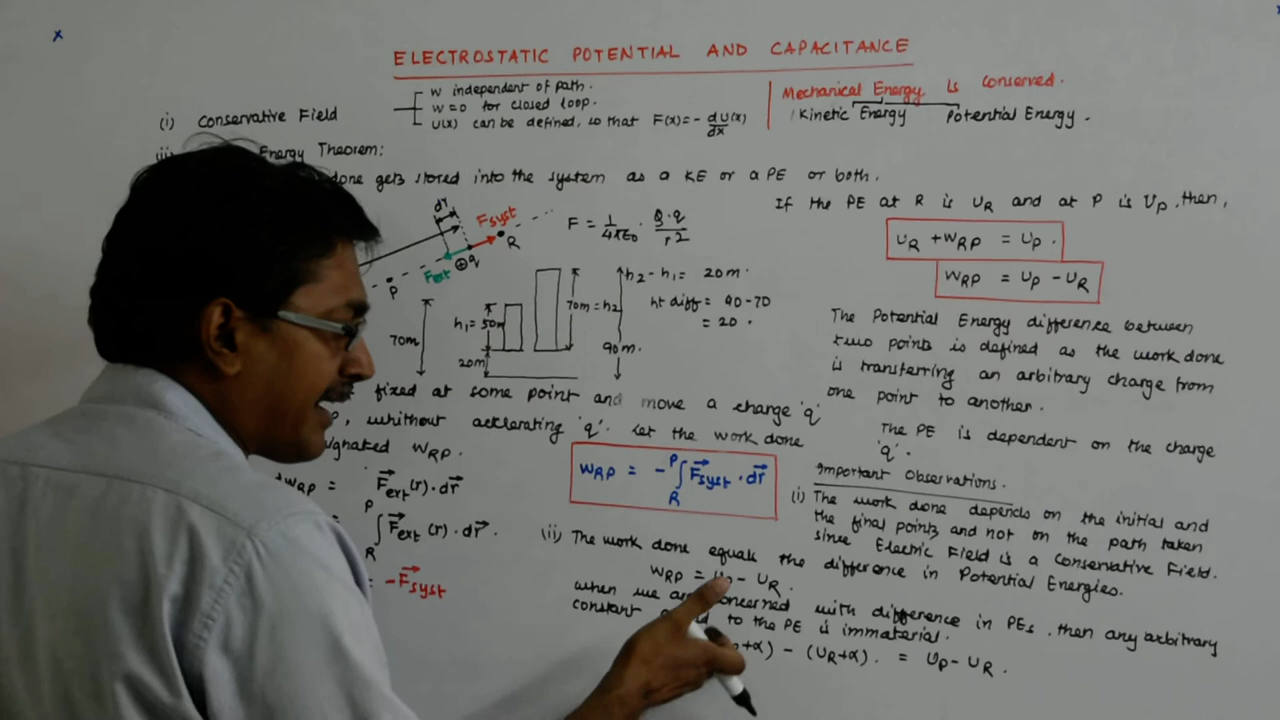 ELECTROSTATIC POTENTIAL AND CAPACITANCE
(i) Conservative Field
W independent of path.
W=0 for closed loop.
U(x) can be defined, so that F(x)=-dU(x)/dx
Mechanical Energy is conserved.
Kinetic Energy Potential Energy.
Energy Theorem:
done gets stored into the system as a KE or a PE or both.
dr
Fsyst
R
Fext
⊕q
P
F = 1/4πε0 . Q.q/r2
70m
h1=50m
20m
70m=h2
h2-h1= 20m.
90m.
ht diff = 90-70
= 20.
fixed at some point and move a charge 'q'
P, whithout acclerating 'q'. Let the work done
WRP.
dWRP = Fext(r).dr
= ∫ Fext(r).dr.
P
R
= -Fsyst
WRP = -∫ Fsyst.dr
P
R
(ii) The work done equals the difference in Potential Energies.
WRP = UP-UR.
when we are concerned with difference in PEs, then any arbitrary
constant to the PE is immaterial.
+α) - (UR+α). = UP-UR.
If the PE at R is UR and at P is UP, then,
UR +WRP = UP.
WRP = UP-UR
The Potential Energy difference between
two points is defined as the work done
is transferring an arbitrary charge from
one point to another.
The PE is dependent on the charge
'q'.
Important Observations.
(i) The work done depends on the initial and
the final points and not on the path taken
since Electric Field is a Conservative Field.